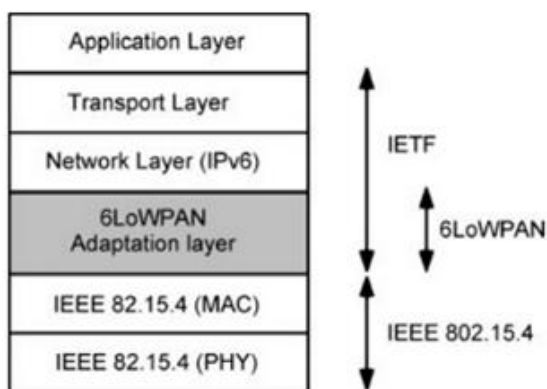 Application Layer
Transport Layer
Network Layer (IPv6)
6LoWPAN
Adaptation layer
IEEE 82.15.4 (MAC)
IEEE 82.15.4 (PHY)
IETF
6LoWPAN
IEEE 802.15.4